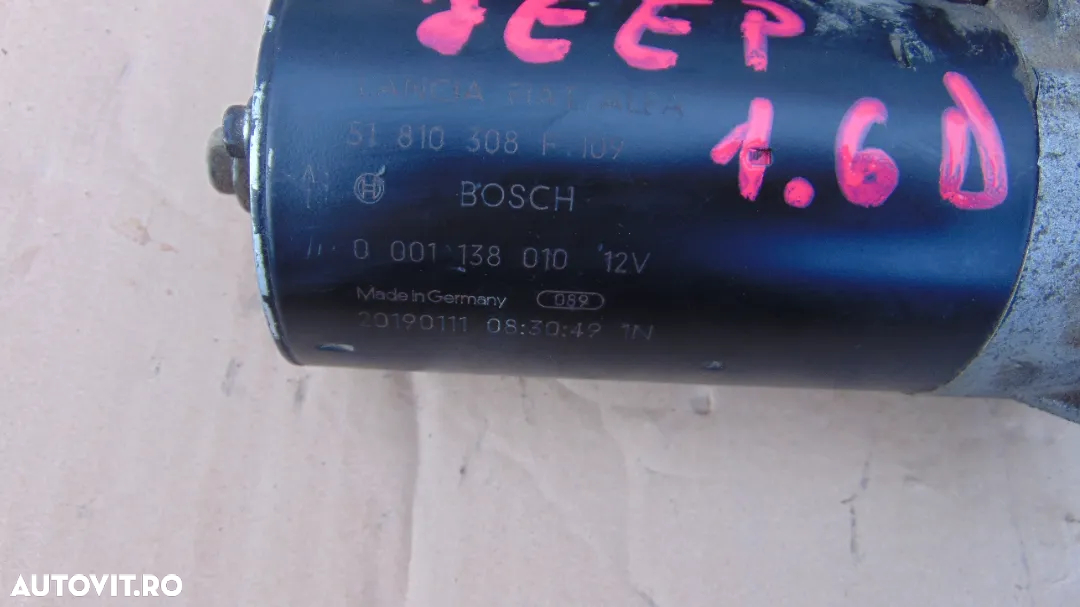 JEEP
LANCIA FIAT ALFA
51 810 308 F.109
1.6D
BOSCH
0 001 138 010 12V
Made in Germany 089
20190111 08:30:49 1N
AUTOVIT.RO